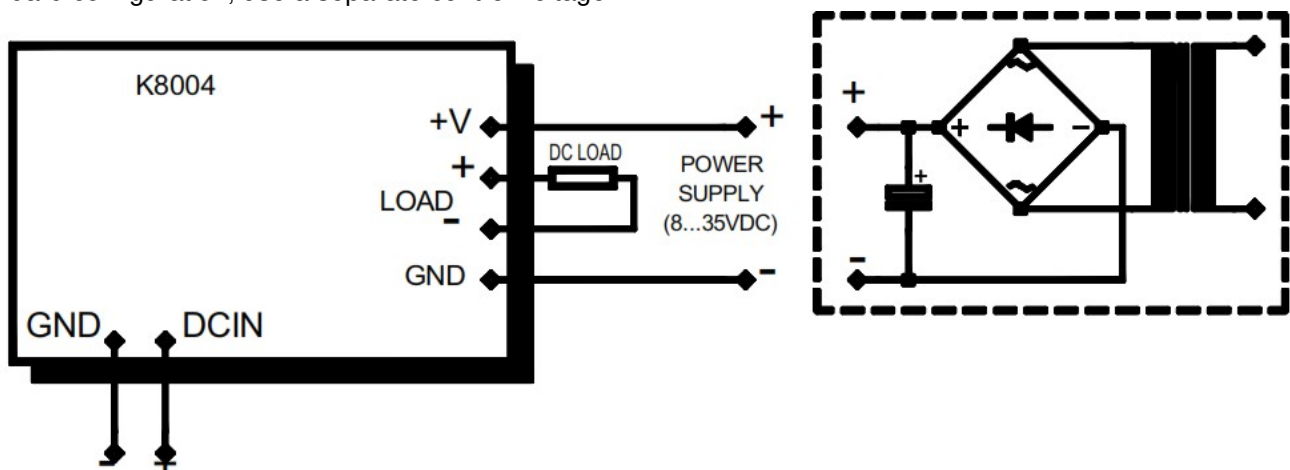 K8004
+V
+
LOAD
-
GND
DC LOAD
+
POWER
SUPPLY
(8...35VDC)
-
GND DCIN
- +
+
+ -
+
-